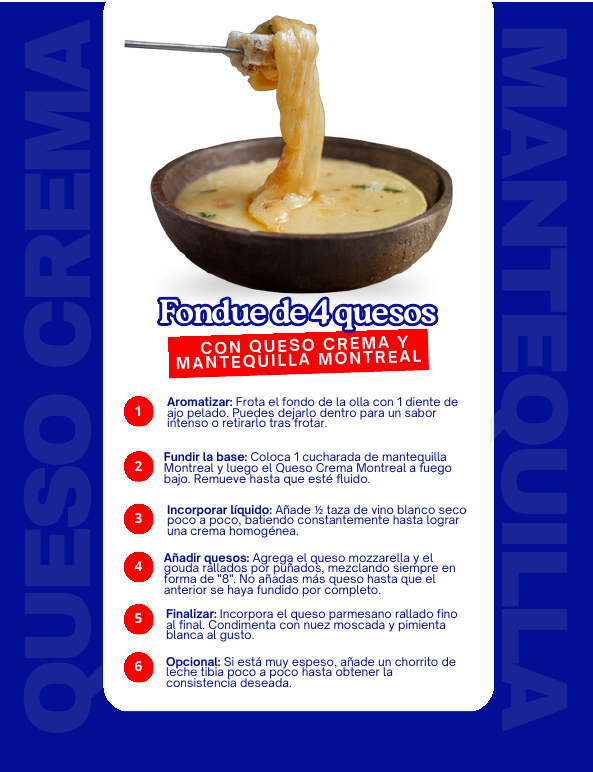 QUESO CREMA
MANTEQUILLA
Fondue de 4 quesos
CON QUESO CREMA Y
MANTEQUILLA MONTREAL
1
Aromatizar: Frota el fondo de la olla con 1 diente de
ajo pelado. Puedes dejarlo dentro para un sabor
intenso o retirarlo tras frotar.
2
Fundir la base: Coloca 1 cucharada de mantequilla
Montreal y luego el Queso Crema Montreal a fuego
bajo. Remueve hasta que esté fluido.
3
Incorporar líquido: Añade ½ taza de vino blanco seco
poco a poco, batiendo constantemente hasta lograr
una crema homogénea.
4
Añadir quesos: Agrega el queso mozzarella y el
gouda rallados por puñados, mezclando siempre en
forma de "8". No añadas más queso hasta que el
anterior se haya fundido por completo.
5
Finalizar: Incorpora el queso parmesano rallado fino
al final. Condimenta con nuez moscada y pimienta
blanca al gusto.
6
Opcional: Si está muy espeso, añade un chorrito de
leche tibia poco a poco hasta obtener la
consistencia deseada.